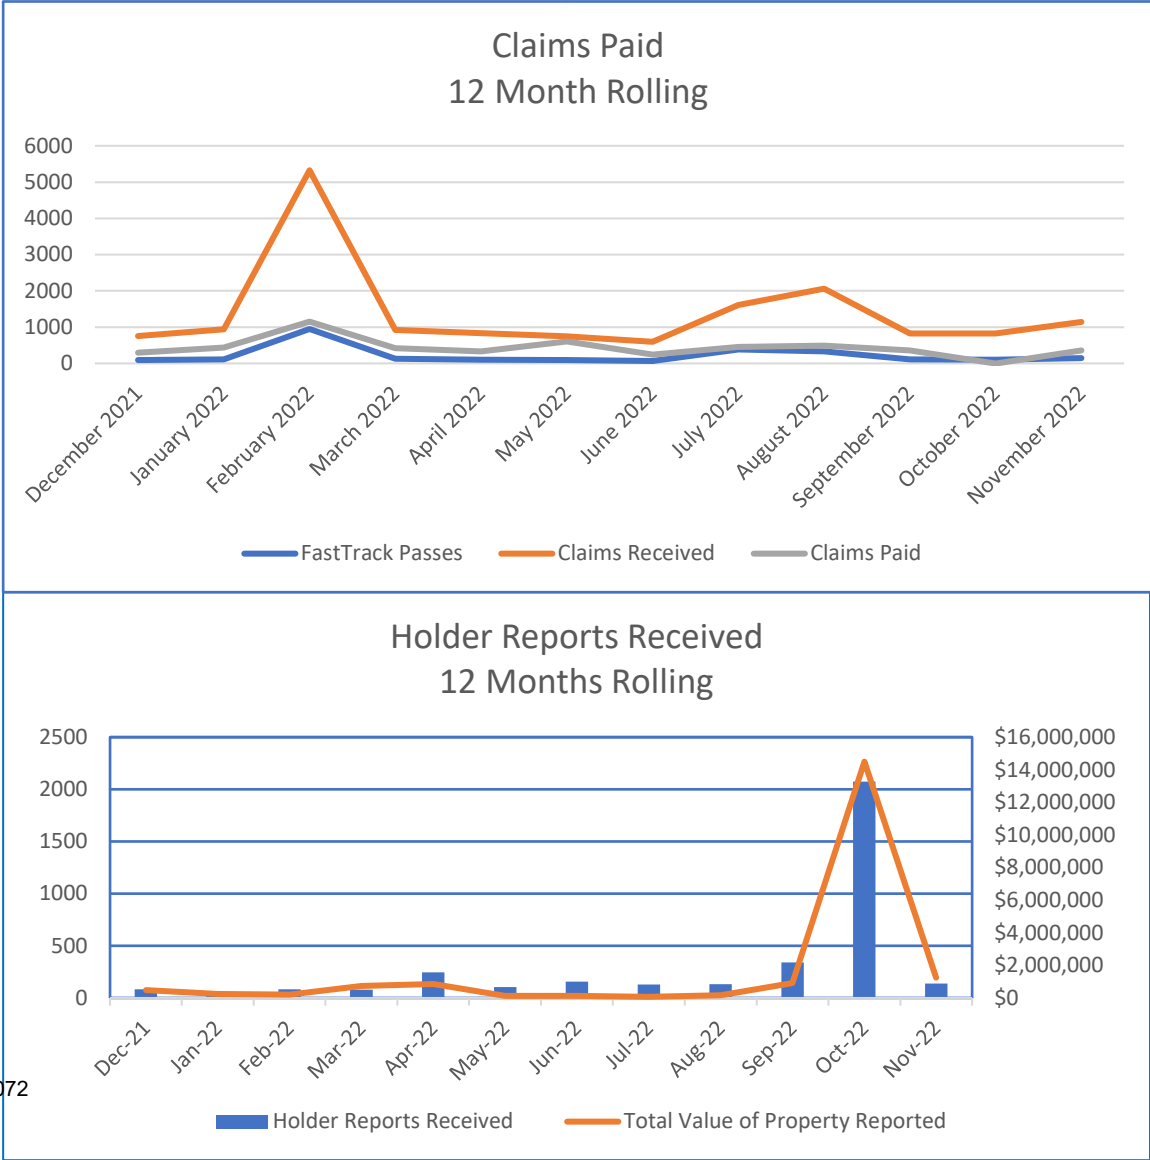 Claims Paid
12 Month Rolling
6000
5000
4000
3000
2000
1000
0
December 2021
January 2022
February 2022
March 2022
April 2022
May 2022
June 2022
July 2022
August 2022
September 2022
October 2022
November 2022
FastTrack Passes Claims Received Claims Paid
Holder Reports Received
12 Months Rolling
2500
2000
1500
1000
500
0
$16,000,000
$14,000,000
$12,000,000
$10,000,000
$8,000,000
$6,000,000
$4,000,000
$2,000,000
$0
Dec-21
Jan-22
Feb-22
Mar-22
Apr-22
May-22
Jun-22
Jul-22
Aug-22
Sep-22
Oct-22
Nov-22
072
Holder Reports Received Total Value of Property Reported